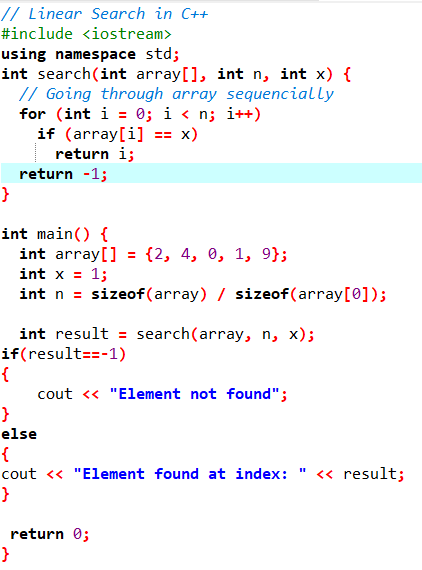 // Linear Search in C++
#include <iostream>
using namespace std;
int search(int array[], int n, int x) {
  // Going through array sequencially
  for (int i = 0; i < n; i++)
    if (array[i] == x)
      return i;
  return -1;
}

int main() {
  int array[] = {2, 4, 0, 1, 9};
  int x = 1;
  int n = sizeof(array) / sizeof(array[0]);

  int result = search(array, n, x);
if(result==-1)
{
    cout << "Element not found";
}
else
{
cout << "Element found at index: " << result;
}

 return 0;
}